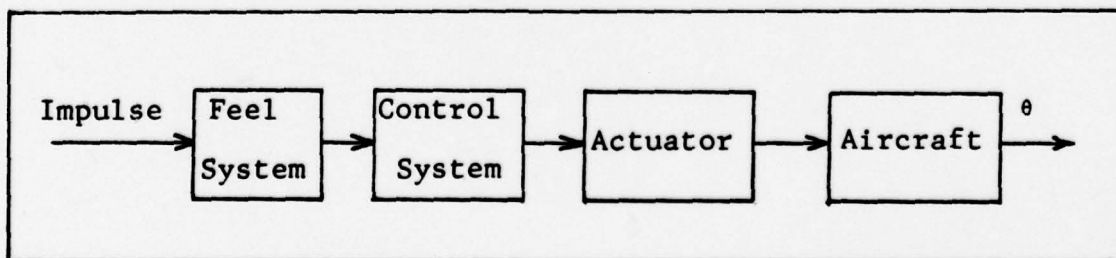 Impulse
Feel
System
Control
System
Actuator
Aircraft
θ